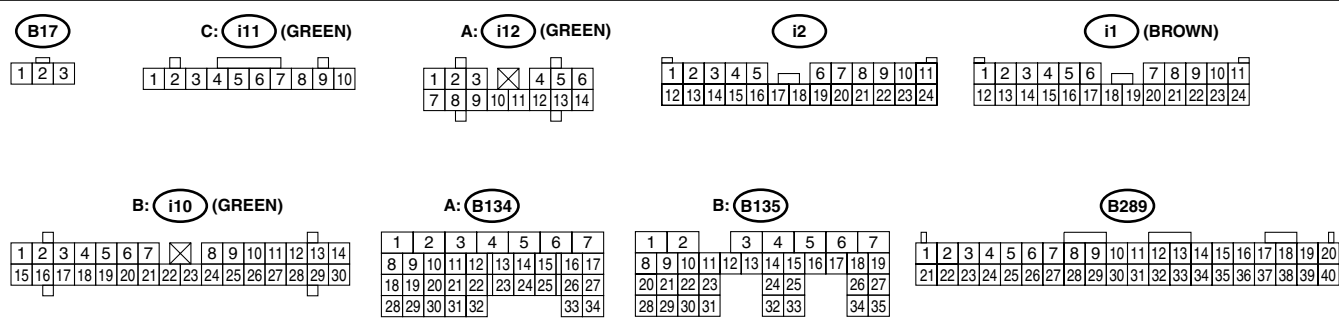 B17
C: i11 (GREEN)
A: i12 (GREEN)
i2
i1 (BROWN)
1 2 3
1 2 3 4 5 6 7 8 9 10
1 2 3 4 5 6
7 8 9 10 11 12 13 14
1 2 3 4 5 6 7 8 9 10 11
12 13 14 15 16 17 18 19 20 21 22 23 24
1 2 3 4 5 6 7 8 9 10 11
12 13 14 15 16 17 18 19 20 21 22 23 24
B: i10 (GREEN)
A: B134
B: B135
B289
1 2 3 4 5 6 7 8 9 10 11 12 13 14
15 16 17 18 19 20 21 22 23 24 25 26 27 28 29 30
1 2 3 4 5 6 7
8 9 10 11 12 13 14 15 16 17
18 19 20 21 22 23 24 25 26 27
28 29 30 31 32 33 34
1 2 3 4 5 6 7
8 9 10 11 12 13 14 15 16 17 18 19
20 21 22 23 24 25 26 27
28 29 30 31 32 33 34 35
1 2 3 4 5 6 7 8 9 10 11 12 13 14 15 16 17 18 19 20
21 22 23 24 25 26 27 28 29 30 31 32 33 34 35 36 37 38 39 40